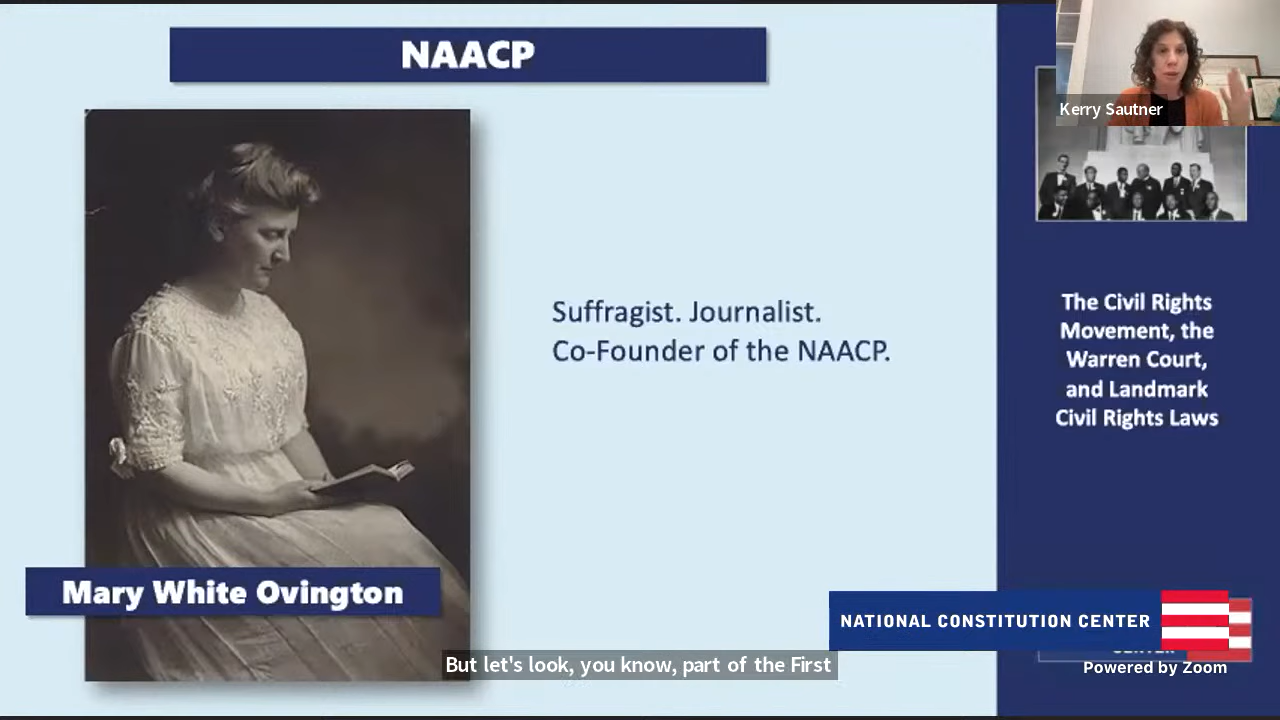 NAACP
Kerry Sautner
Suffragist. Journalist.
Co-Founder of the NAACP.
The Civil Rights
Movement, the
Warren Court,
and Landmark
Civil Rights Laws
Mary White Ovington
NATIONAL CONSTITUTION CENTER
But let's look, you know, part of the First
Powered by Zoom